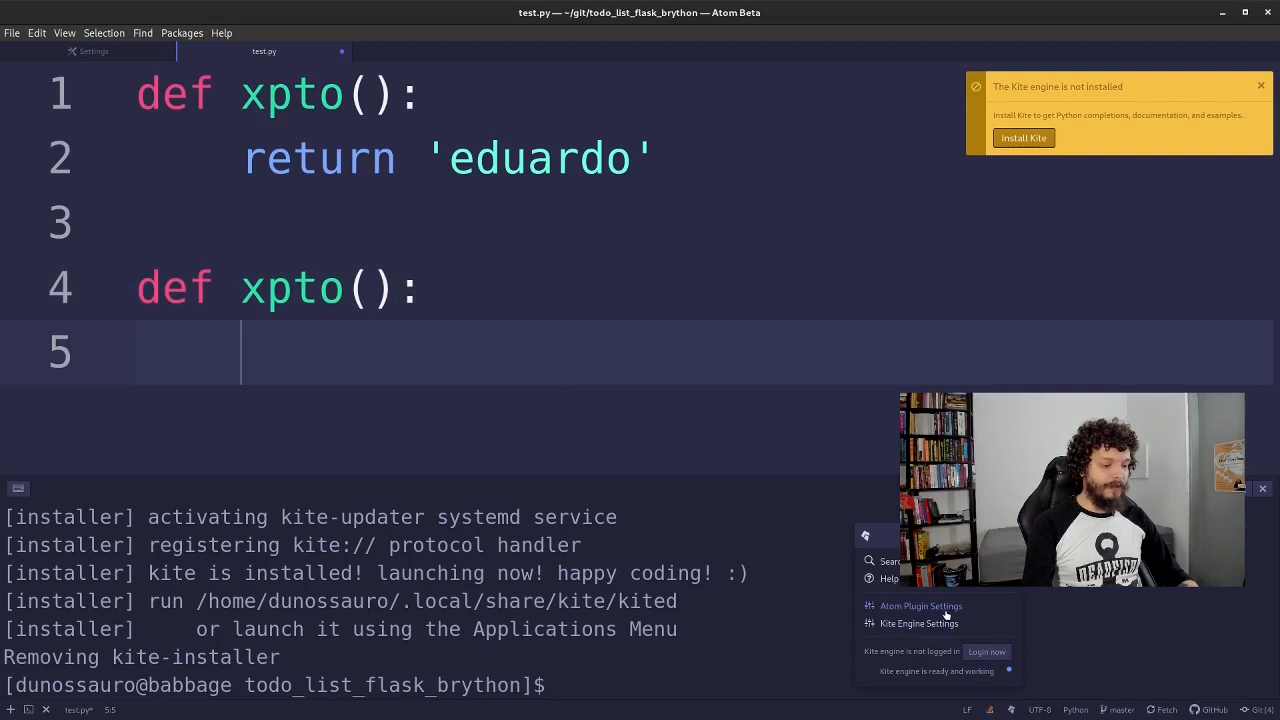 test.py — ~/git/todo_list_flask_brython — Atom Beta
File Edit View Selection Find Packages Help
Settings
test.py
1 def xpto():
2 return 'eduardo'
3
4 def xpto():
5
The Kite engine is not installed
Install Kite to get Python completions, documentation, and examples.
Install Kite
[installer] activating kite-updater systemd service
[installer] registering kite:// protocol handler
[installer] kite is installed! launching now! happy coding! :)
[installer] run /home/dunossauro/.local/share/kite/kited
[installer] or launch it using the Applications Menu
Removing kite-installer
[dunossauro@babbage todo_list_flask_brython]$
Help
Atom Plugin Settings
Kite Engine Settings
Kite engine is not logged in Login now
Kite engine is ready and working
test.py* 5:5
LF UTF-8 Python master Fetch GitHub Git (4)